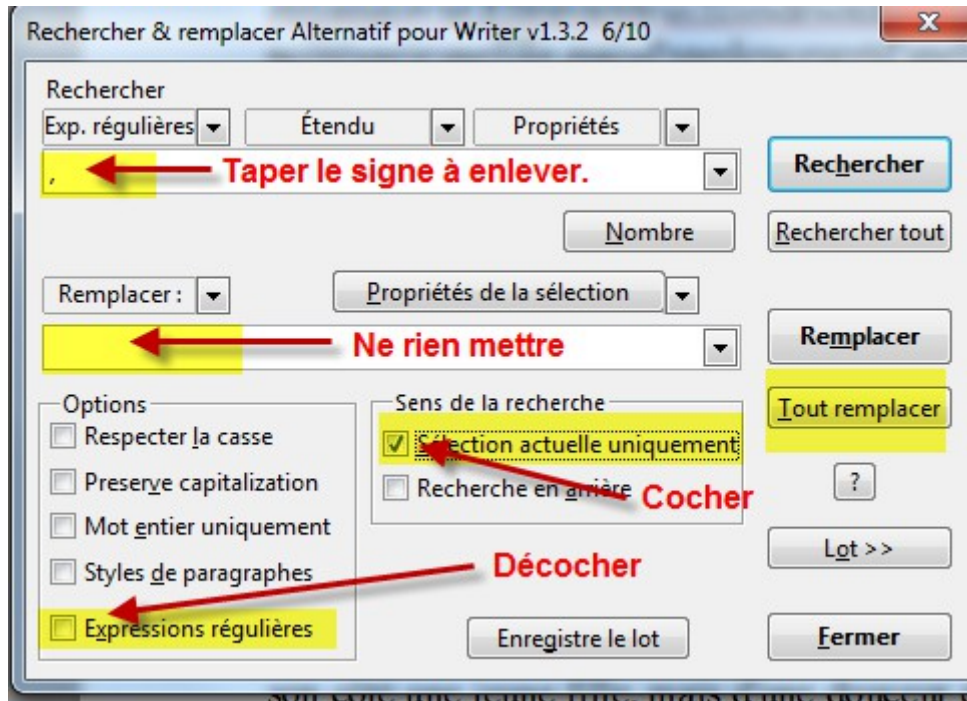 Rechercher & remplacer Alternatif pour Writer v1.3.2 6/10
Rechercher
Exp. régulières Étendu Propriétés
, Taper le signe à enlever.
Rechercher
Nombre
Rechercher tout
Remplacer : Propriétés de la sélection
Ne rien mettre
Remplacer
Options
Respecter la casse
Preserve capitalization
Mot entier uniquement
Styles de paragraphes
Expressions régulières
Sens de la recherche
Sélection actuelle uniquement
Recherche en arrière
Cocher
Décocher
Tout remplacer
?
Lot >>
Enregistre le lot
Fermer